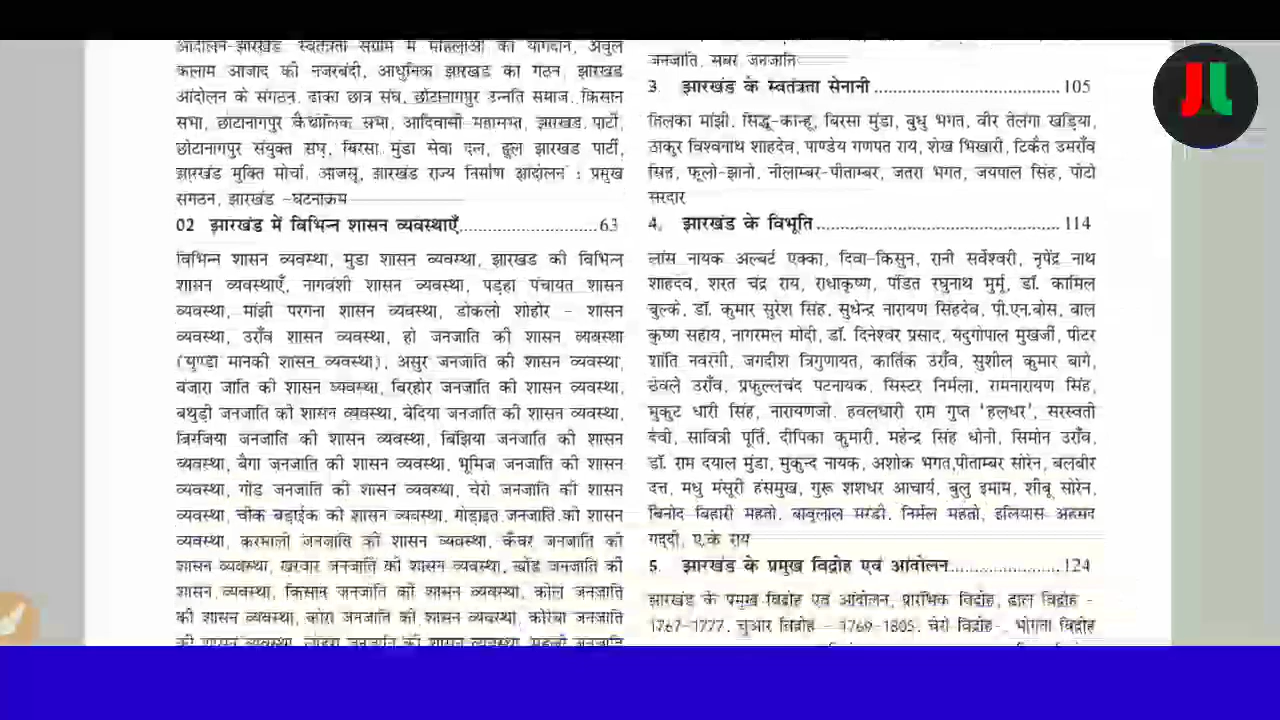 आंदोलन-झारखंड स्वतंत्रता संग्राम में महिलाओं का योगदान, अबुल
कलाम आजाद की नजरबंदी, आधुनिक झारखंड का गठन, झारखंड
आंदोलन के संगठन, ढाका छात्र संघ, छोटानागपुर उन्नति समाज, किसान
सभा, छोटानागपुर कैथोलिक सभा, आदिवासी महासभा, झारखंड पार्टी,
छोटानागपुर संयुक्त संघ, बिरसा मुंडा सेवा दल, हूल झारखंड पार्टी,
झारखंड मुक्ति मोर्चा, आजसू, झारखंड राज्य निर्माण आंदोलन : प्रमुख
संगठन, झारखंड -घटनाक्रम
02 झारखंड में विभिन्न शासन व्यवस्थाएँ..............................63
विभिन्न शासन व्यवस्था, मुंडा शासन व्यवस्था, झारखंड की विभिन्न
शासन व्यवस्थाएँ, नागवंशी शासन व्यवस्था, पड़हा पंचायत शासन
व्यवस्था, मांझी परगना शासन व्यवस्था, ढोकलो शोहोर - शासन
व्यवस्था, उराँव शासन व्यवस्था, हो जनजाति की शासन व्यवस्था
(मुण्डा मानकी शासन व्यवस्था), असुर जनजाति की शासन व्यवस्था,
बंजारा जाति की शासन व्यवस्था, बिरहोर जनजाति की शासन व्यवस्था,
बथुड़ी जनजाति की शासन व्यवस्था, बेदिया जनजाति की शासन व्यवस्था,
बिरजिया जनजाति की शासन व्यवस्था, बिंझिया जनजाति की शासन
व्यवस्था, बैगा जनजाति की शासन व्यवस्था, भूमिज जनजाति की शासन
व्यवस्था, गोंड जनजाति की शासन व्यवस्था, चेरो जनजाति की शासन
व्यवस्था, चीक बड़ाईक की शासन व्यवस्था, गोड़ाइत जनजाति की शासन
व्यवस्था, करमाली जनजाति की शासन व्यवस्था, कँवर जनजाति की
शासन व्यवस्था, खरवार जनजाति की शासन व्यवस्था, खोंड जनजाति की
शासन व्यवस्था, किसान जनजाति की शासन व्यवस्था, कोल जनजाति
की शासन व्यवस्था, कोरा जनजाति की शासन व्यवस्था, कोरबा जनजाति
की शासन व्यवस्था, लोहरा जनजाति की शासन व्यवस्था, महली जनजाति
जनजाति, सबर जनजाति
3. झारखंड के स्वतंत्रता सेनानी ........................................105
तिलका मांझी, सिद्धू-कान्हू, बिरसा मुंडा, बुधु भगत, वीर तेलंगा खड़िया,
ठाकुर विश्वनाथ शाहदेव, पाण्डेय गणपत राय, शेख भिखारी, टिकैत उमराँव
सिंह, फूलो-झानो, नीलाम्बर-पीताम्बर, जतरा भगत, जयपाल सिंह, पोटो
सरदार
4. झारखंड के विभूति.....................................................114
लांस नायक अल्बर्ट एक्का, दिवा-किसुन, रानी सर्वेश्वरी, नृपेंद्र नाथ
शाहदेव, शरत चंद्र राय, राधाकृष्ण, पंडित रघुनाथ मुर्मू, डॉ. कामिल
बुल्के, डॉ. कुमार सुरेश सिंह, सुधेन्द्र नारायण सिंहदेव, पी.एन.बोस, बाल
कृष्ण सहाय, नागरमल मोदी, डॉ. दिनेश्वर प्रसाद, यदुगोपाल मुखर्जी, पीटर
शांति नवरंगी, जगदीश त्रिगुणायत, कार्तिक उराँव, सुशील कुमार बागे,
ठेबले उराँव, प्रफुल्लचंद पटनायक, सिस्टर निर्मला, रामनारायण सिंह,
मुकुट धारी सिंह, नारायणजी, हवलधारी राम गुप्त 'हलधर', सरस्वती
देवी, सावित्री पूर्ति, दीपिका कुमारी, महेन्द्र सिंह धोनी, सिमोन उराँव,
डॉ. राम दयाल मुंडा, मुकुन्द नायक, अशोक भगत,पीताम्बर सोरेन, बलबीर
दत्त, मधु मंसूरी हंसमुख, गुरू शशधर आचार्य, बुलु इमाम, शीबू सोरेन,
बिनोद बिहारी महतो, बाबुलाल मरांडी, निर्मल महतो, इलियास अहमद
गद्दी, ए.के राय
5. झारखंड के प्रमुख विद्रोह एवं आंदोलन.........................124
झारखंड के प्रमुख विद्रोह एवं आंदोलन, प्रारंभिक विद्रोह, ढाल विद्रोह -
1767-1777, चुआर विद्रोह - 1769-1805, चेरो विद्रोह-, भोगता विद्रोह